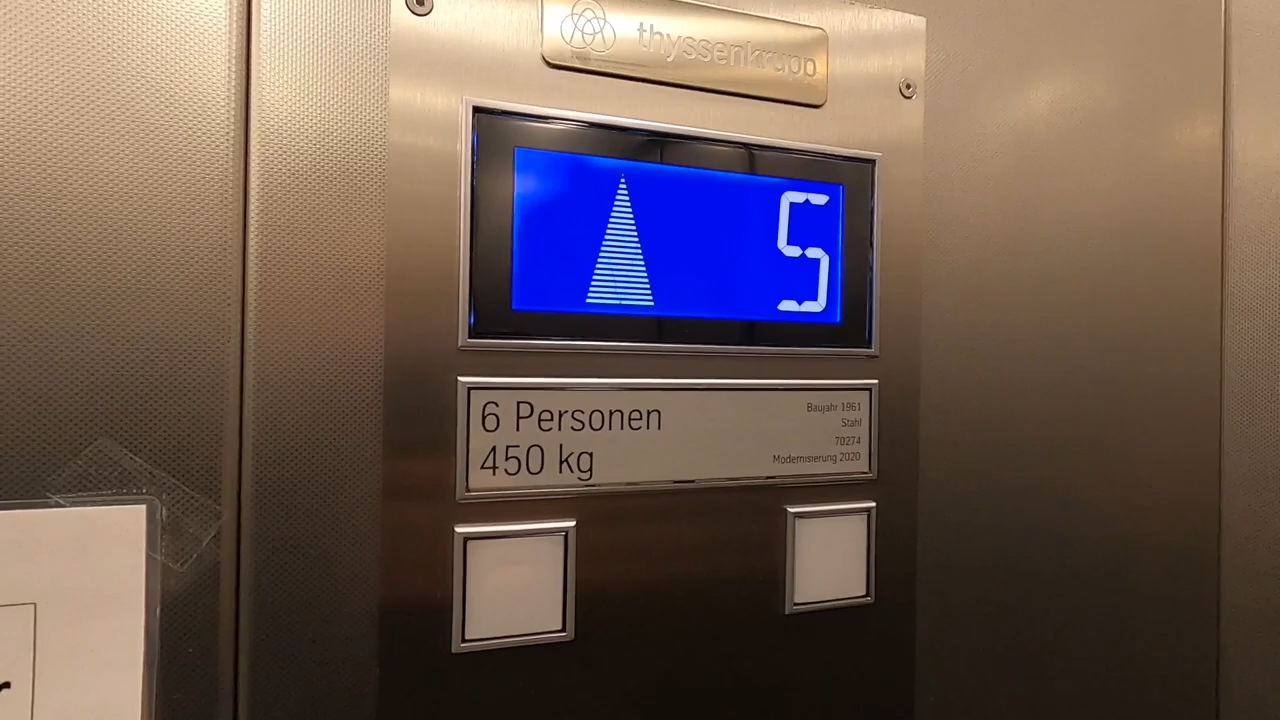 thyssenkrupp
5
6 Personen
450 kg
Baujahr 1961
Stahl
70274
Modernisierung 2020
r